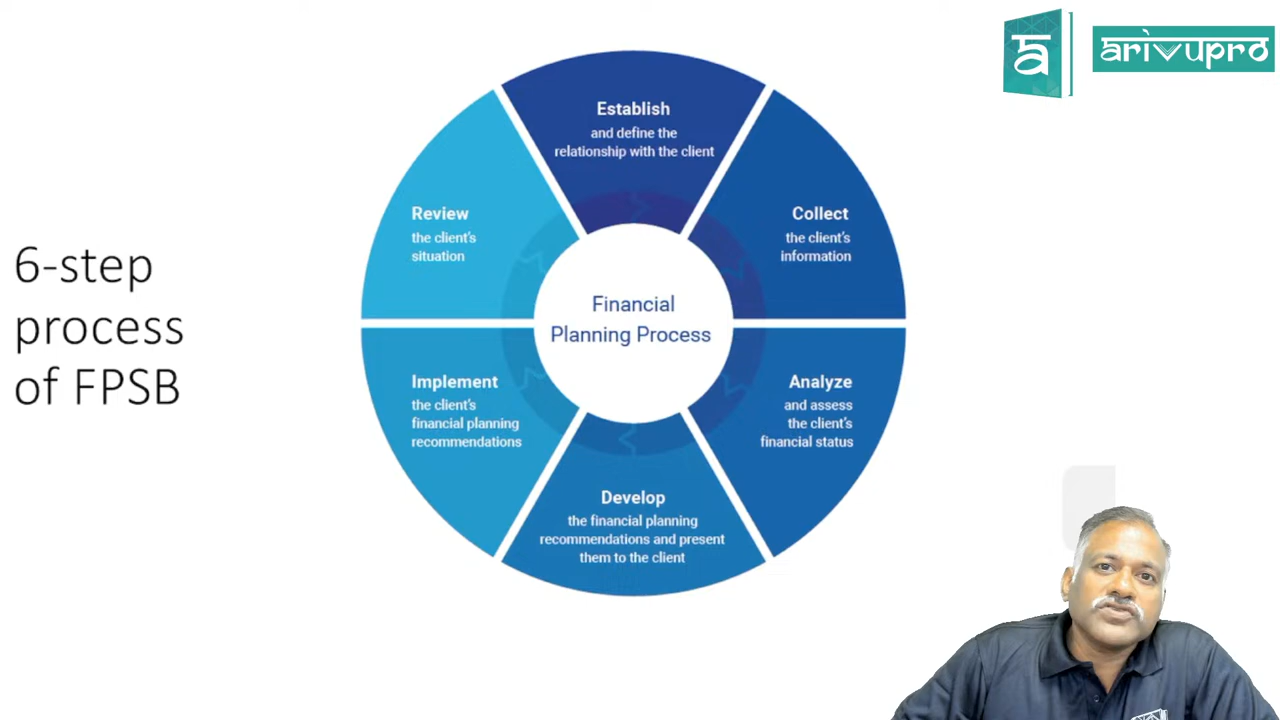 6-step
process
of FPSB
Establish
and define the
relationship with the client
Collect
the client's
information
Analyze
and assess
the client's
financial status
Develop
the financial planning
recommendations and present
them to the client
Implement
the client's
financial planning
recommendations
Review
the client's
situation
Financial
Planning Process
a
arivupro